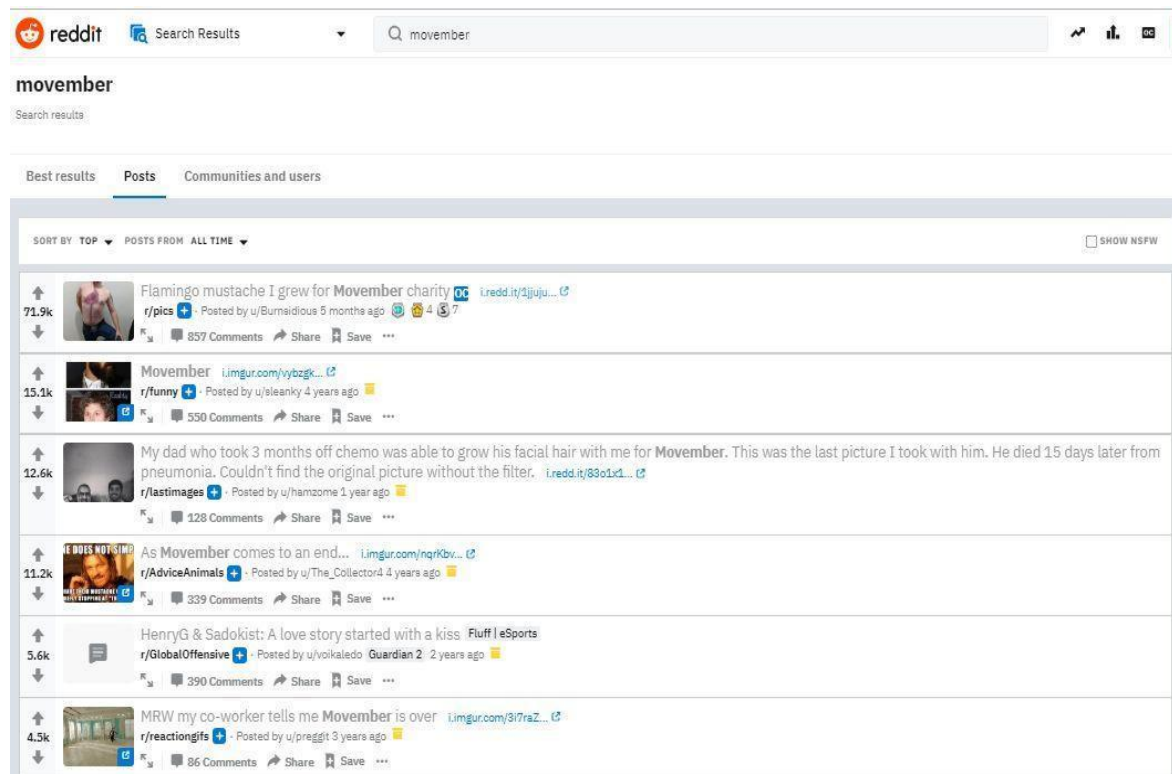 reddit Search Results movember OC
movember
Search results
Best results Posts Communities and users
SORT BY TOP POSTS FROM ALL TIME SHOW NSFW
Flamingo mustache I grew for Movember charity OC i.redd.it/1jjuju...
71.9k r/pics · Posted by u/Burnsidious 5 months ago 4 S 7
857 Comments Share Save ...
Movember i.imgur.com/vybzgk...
15.1k r/funny · Posted by u/sleanky 4 years ago
550 Comments Share Save ...
My dad who took 3 months off chemo was able to grow his facial hair with me for Movember. This was the last picture I took with him. He died 15 days later from
12.6k pneumonia. Couldn't find the original picture without the filter. i.redd.it/83o1x1...
r/lastimages · Posted by u/hamzome 1 year ago
128 Comments Share Save ...
E DOES NOT SIMP As Movember comes to an end... i.imgur.com/nqrKbv...
11.2k r/AdviceAnimals · Posted by u/The_Collector4 4 years ago
339 Comments Share Save ...
HenryG & Sadokist: A love story started with a kiss Fluff | eSports
5.6k r/GlobalOffensive · Posted by u/voikaledo Guardian 2 2 years ago
390 Comments Share Save ...
MRW my co-worker tells me Movember is over i.imgur.com/3i7raZ...
4.5k r/reactiongifs · Posted by u/preggit 3 years ago
86 Comments Share Save ...